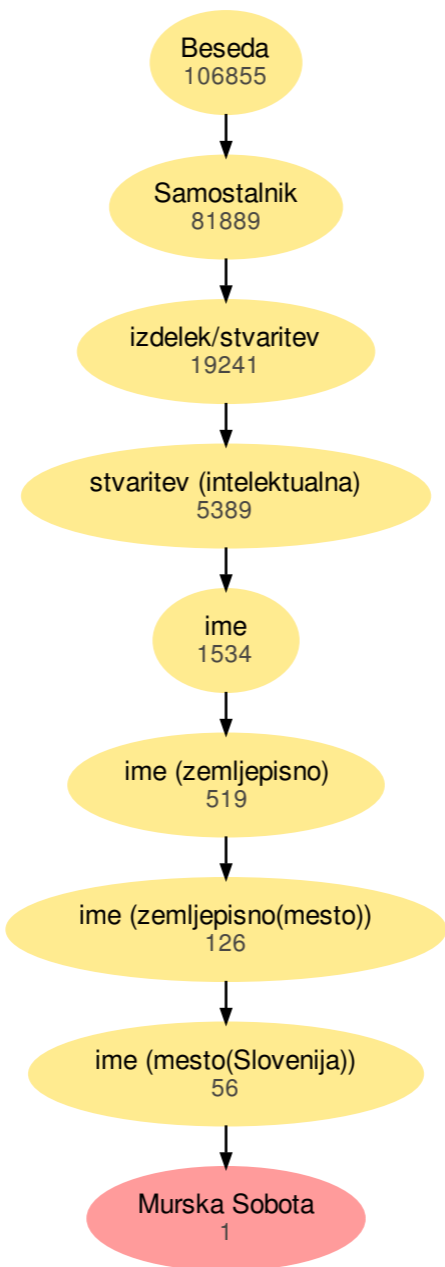 Beseda
106855
Samostalnik
81889
izdelek/stvaritev
19241
stvaritev (intelektualna)
5389
ime
1534
ime (zemljepisno)
519
ime (zemljepisno(mesto))
126
ime (mesto(Slovenija))
56
Murska Sobota
1